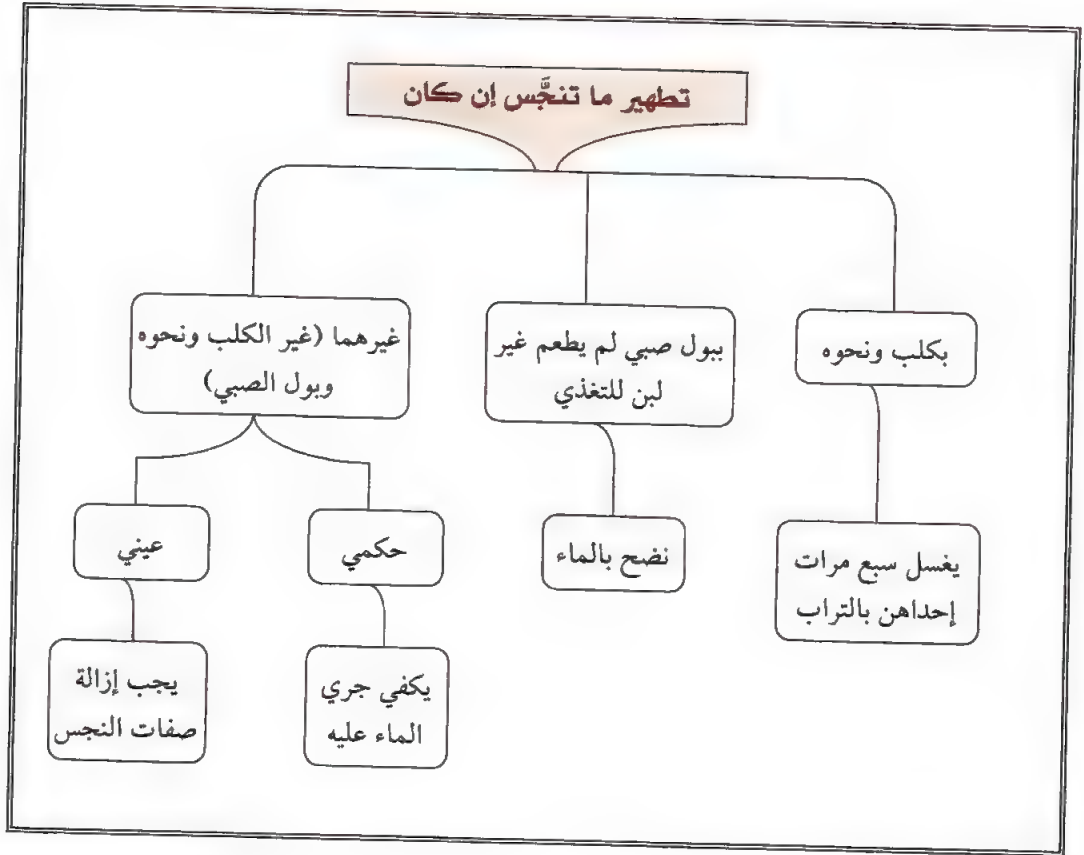 تطهير ما تنجَّس إن كان
بكلب ونحوه
ببول صبي لم يطعم غير
لبن للتغذي
غيرهما (غير الكلب ونحوه
وبول الصبي)
يغسل سبع مرات
إحداهن بالتراب
نضح بالماء
حكمي
عيني
يكفي جري
الماء عليه
يجب إزالة
صفات النجس